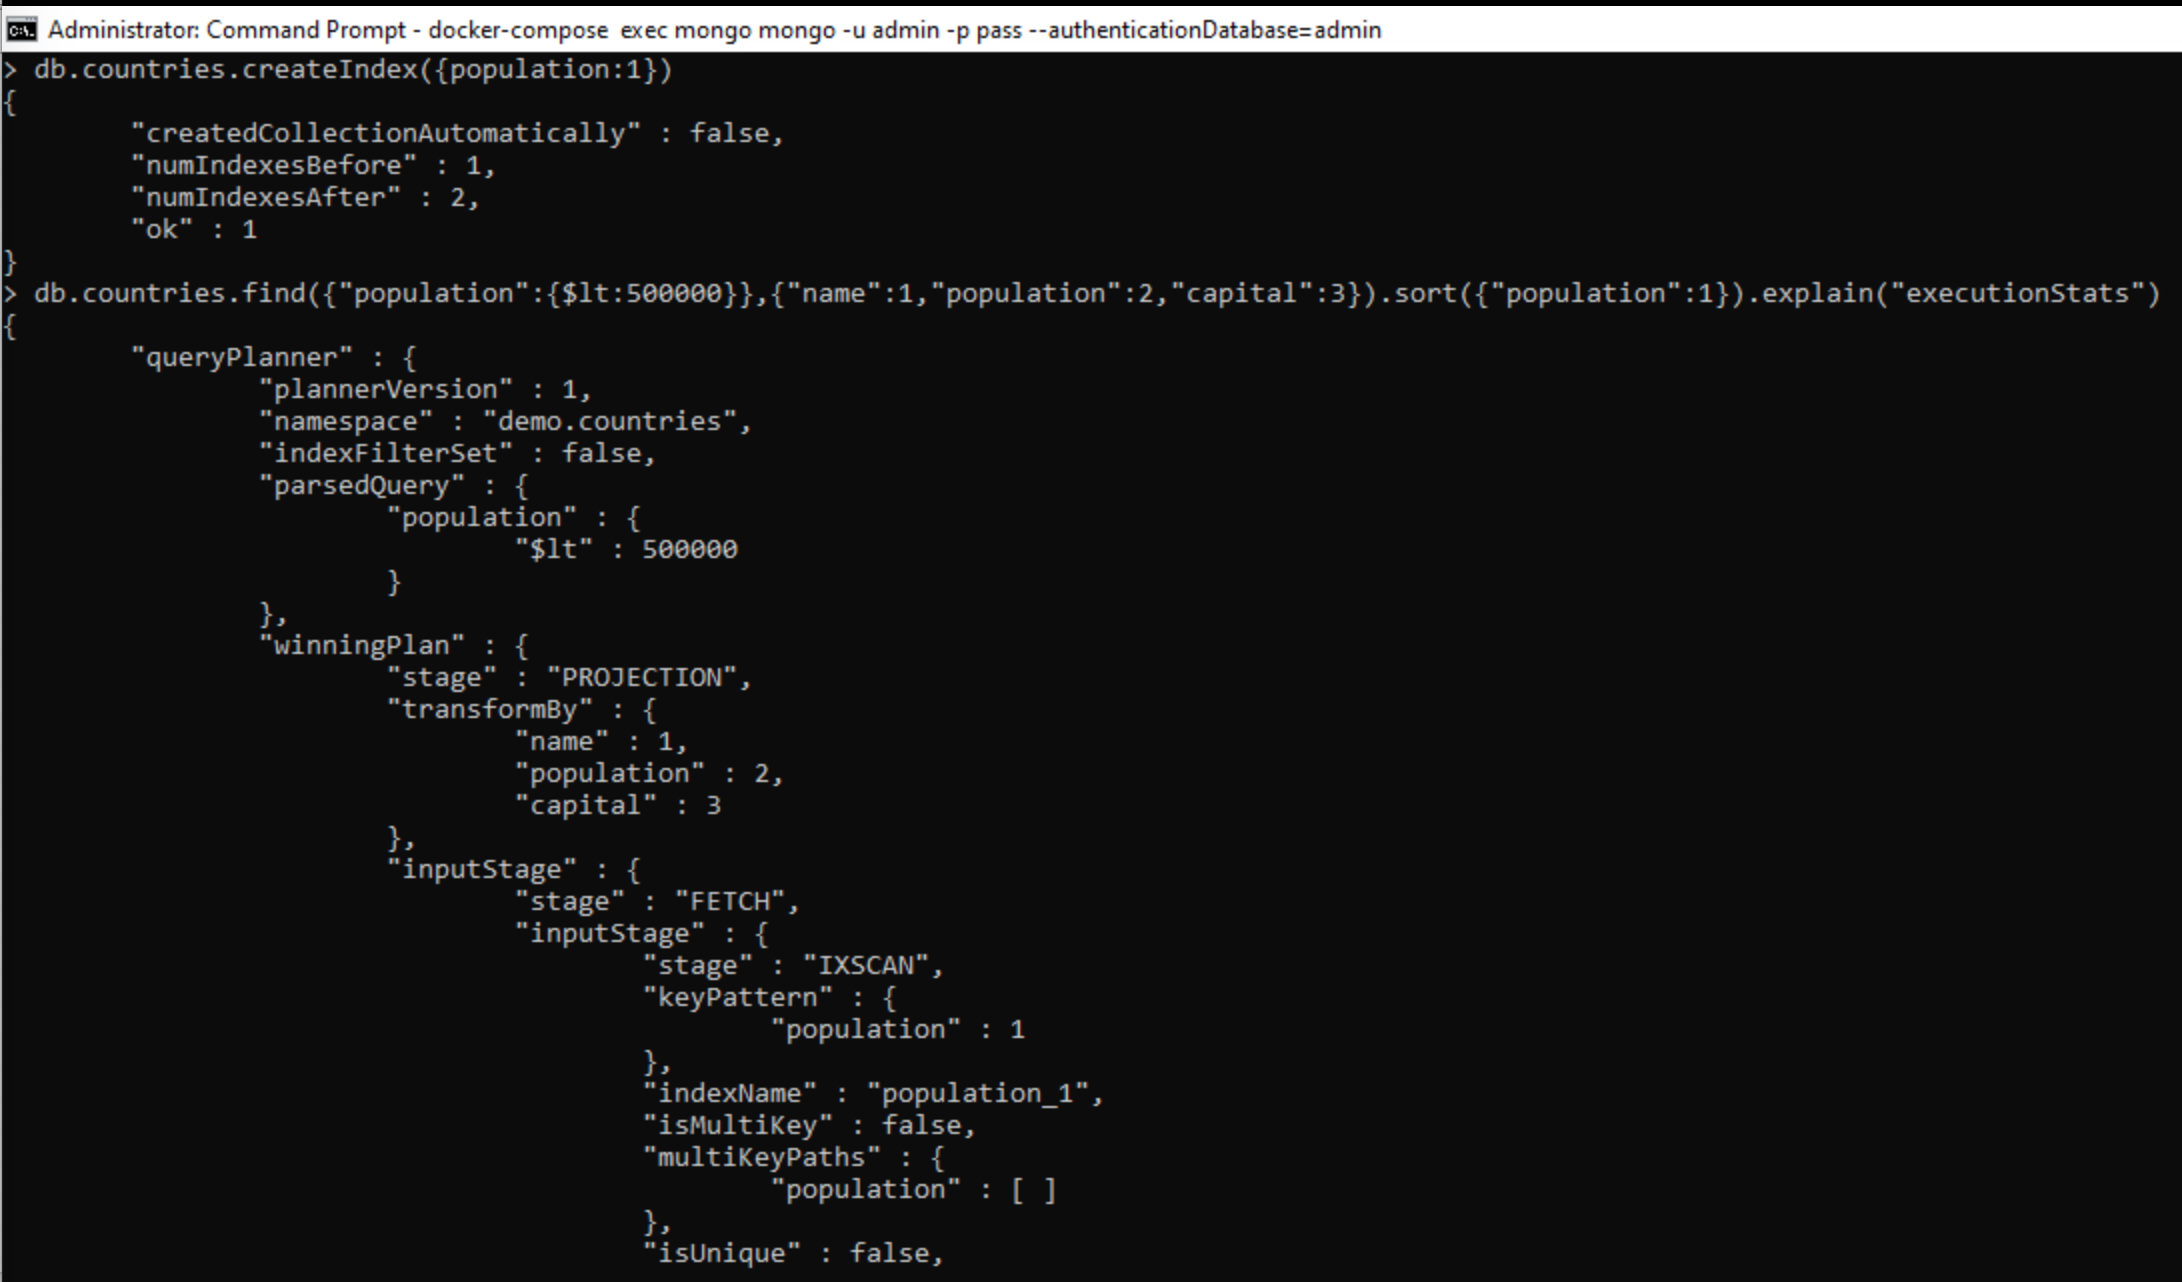 Administrator: Command Prompt - docker-compose  exec mongo mongo -u admin -p pass --authenticationDatabase=admin
> db.countries.createIndex({population:1})
{
        "createdCollectionAutomatically" : false,
        "numIndexesBefore" : 1,
        "numIndexesAfter" : 2,
        "ok" : 1
}
> db.countries.find({"population":{$lt:500000}},{"name":1,"population":2,"capital":3}).sort({"population":1}).explain("executionStats")
{
        "queryPlanner" : {
                "plannerVersion" : 1,
                "namespace" : "demo.countries",
                "indexFilterSet" : false,
                "parsedQuery" : {
                        "population" : {
                                "$lt" : 500000
                        }
                },
                "winningPlan" : {
                        "stage" : "PROJECTION",
                        "transformBy" : {
                                "name" : 1,
                                "population" : 2,
                                "capital" : 3
                        },
                        "inputStage" : {
                                "stage" : "FETCH",
                                "inputStage" : {
                                        "stage" : "IXSCAN",
                                        "keyPattern" : {
                                                "population" : 1
                                        },
                                        "indexName" : "population_1",
                                        "isMultiKey" : false,
                                        "multiKeyPaths" : {
                                                "population" : [ ]
                                        },
                                        "isUnique" : false,